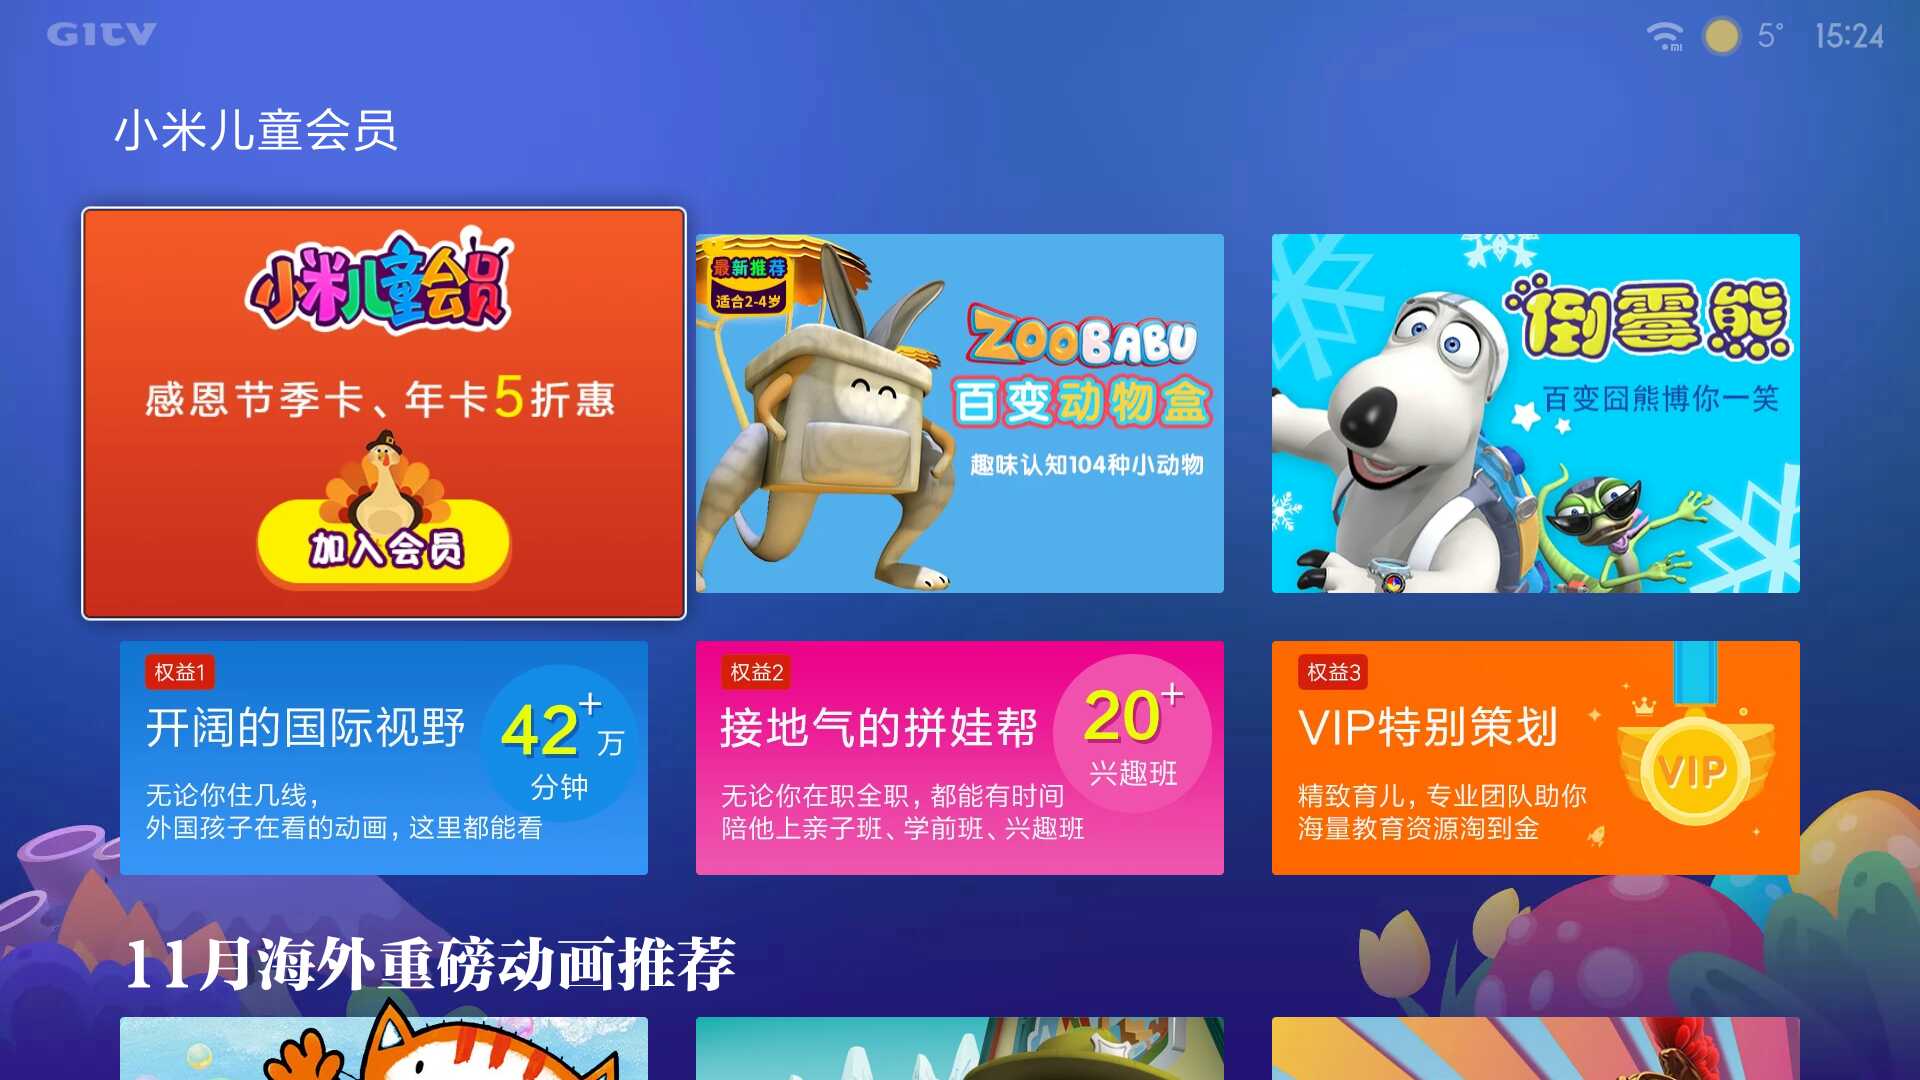 GITV
5°
15:24
小米儿童会员
小米儿童会员
感恩节季卡、年卡5折惠
加入会员
最新推荐
适合2-4岁
ZOOBABU
百变动物盒
趣味认知104种小动物
倒霉熊
百变囧熊博你一笑
权益1
开阔的国际视野
42+万
分钟
无论你住几线，
外国孩子在看的动画，这里都能看
权益2
接地气的拼娃帮
20+
兴趣班
无论你在职全职，都能有时间
陪他上亲子班、学前班、兴趣班
权益3
VIP特别策划
精致育儿，专业团队助你
海量教育资源淘到金
VIP
11月海外重磅动画推荐